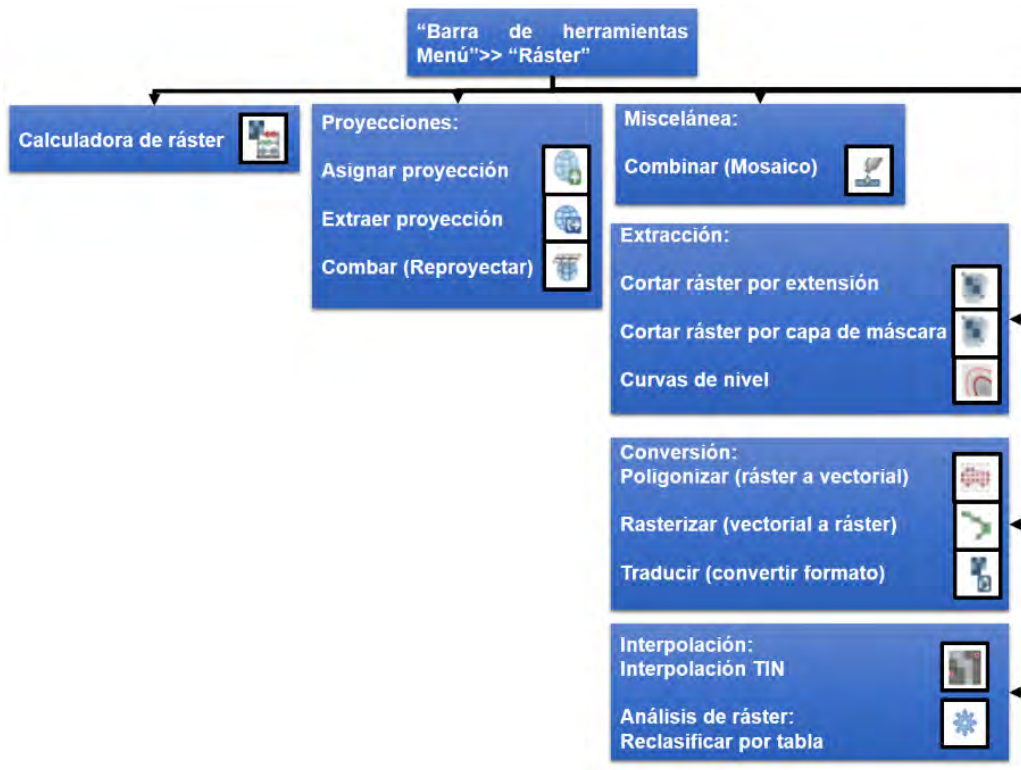 “Barra de herramientas
Menú”>> “Ráster”
Calculadora de ráster
Proyecciones:
Asignar proyección
Extraer proyección
Combar (Reproyectar)
Miscelánea:
Combinar (Mosaico)
Extracción:
Cortar ráster por extensión
Cortar ráster por capa de máscara
Curvas de nivel
Conversión:
Poligonizar (ráster a vectorial)
Rasterizar (vectorial a ráster)
Traducir (convertir formato)
Interpolación:
Interpolación TIN
Análisis de ráster:
Reclasificar por tabla